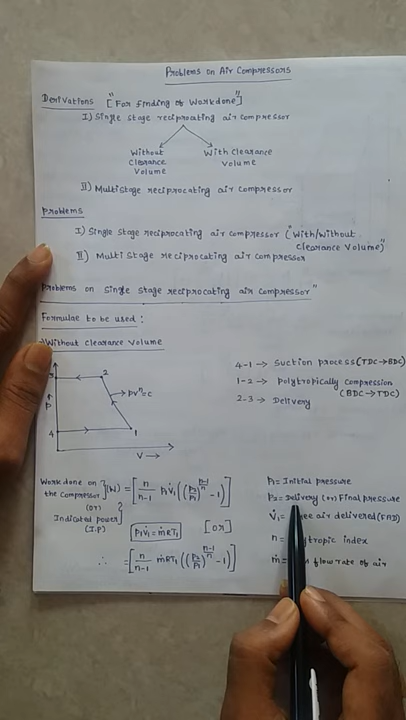 Problems on Air Compressors
Derivations ["For finding of Workdone"]
I) Single stage reciprocating air compressor
Without Clearance Volume
With Clearance Volume
II) Multistage reciprocating air compressor
Problems
I) Single stage reciprocating air compressor ("With/Without Clearance Volume")
II) Multi stage reciprocating air compressor
Problems on Single stage reciprocating air compressor"
Formulae to be used:
Without Clearance Volume
2
PVⁿ=C
P
4
1
V →
4-1 → Suction process (TDC→BDC)
1-2 → Polytropically compression (BDC→TDC)
2-3 → Delivery
Work done on the Compressor (or) Indicated power (I.P) } (W) = [n/n-1 P₁V̇₁((P₂/P₁)^(n-1/n) -1)]
P₁V̇₁ = ṁRT₁ [or]
∴ = [n/n-1 ṁRT₁((P₂/P₁)^(n-1/n) -1)]
P₁ = Initial pressure
P₂ = Delivery (or) Final pressure
V̇₁ = air delivered (FAD)
n = index
ṁ = flow rate of air